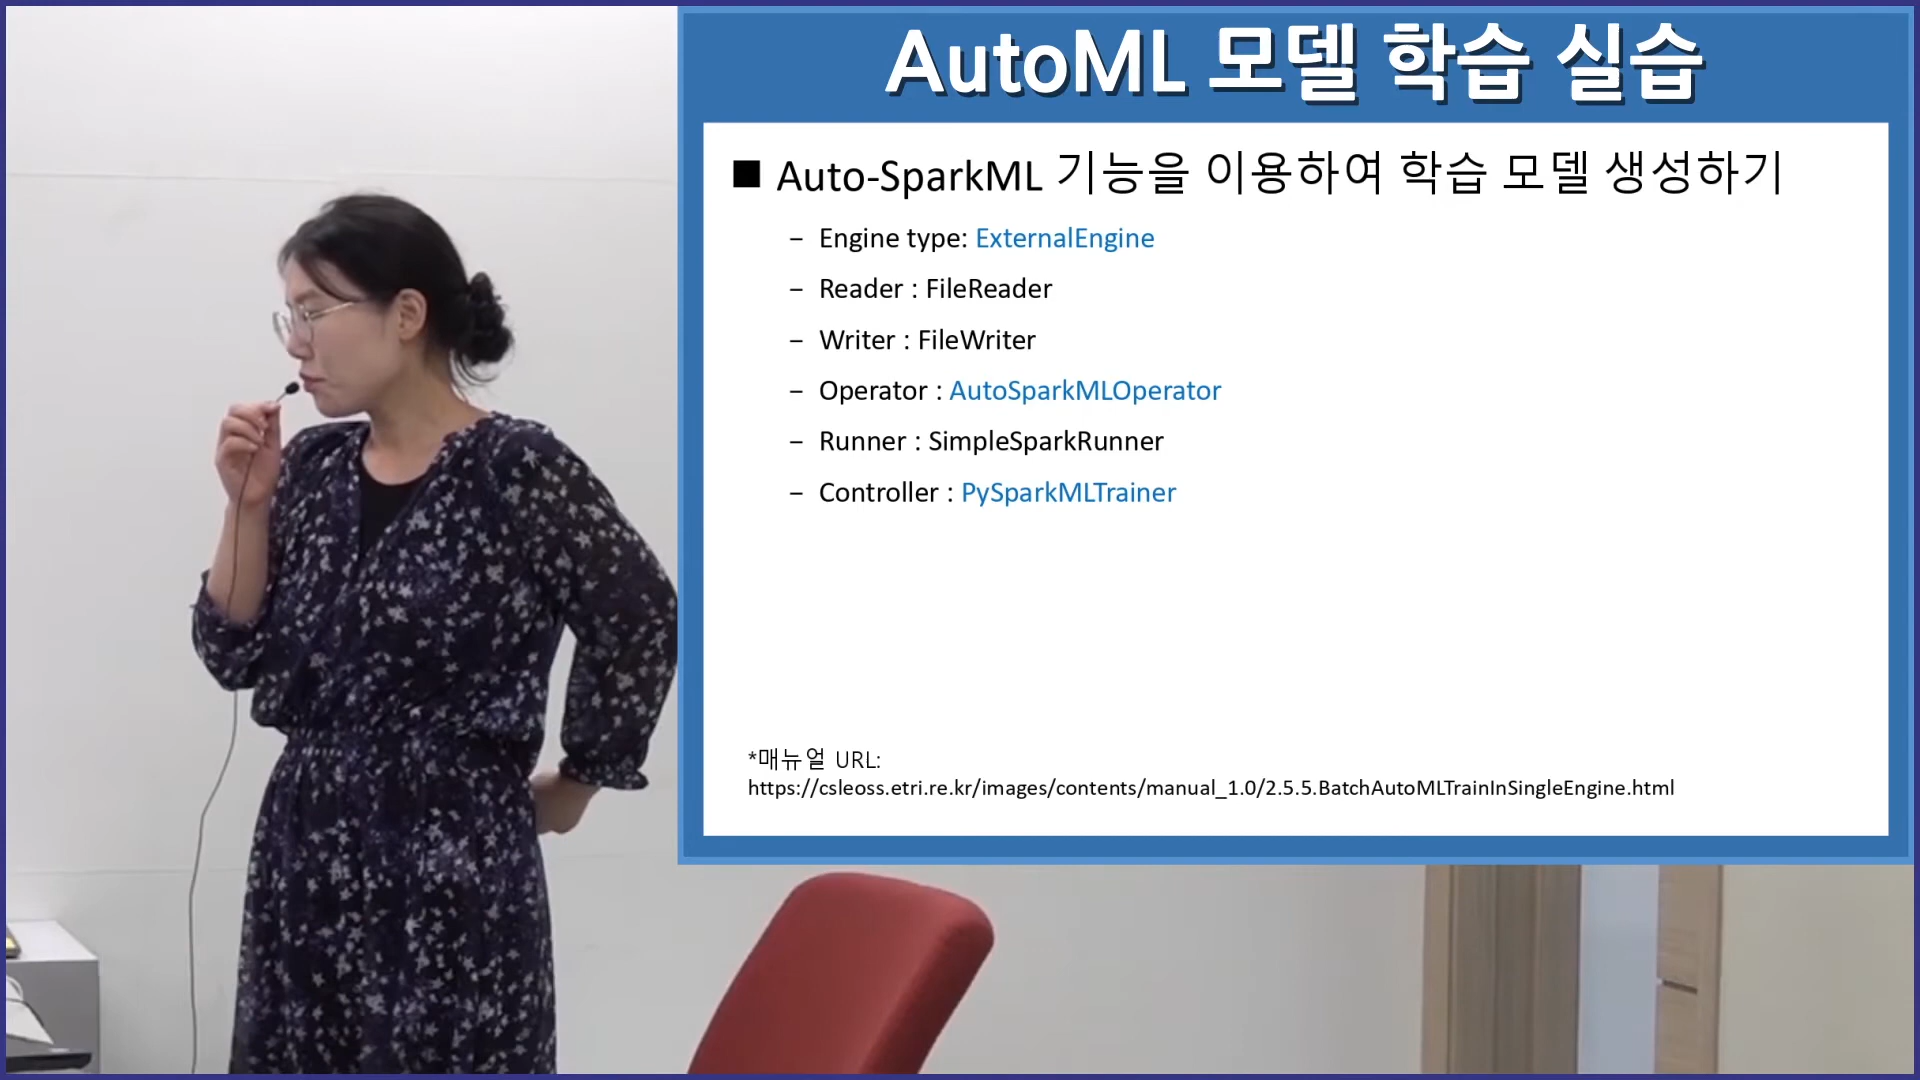 AutoML 모델 학습 실습
■ Auto-SparkML 기능을 이용하여 학습 모델 생성하기
– Engine type: ExternalEngine
– Reader : FileReader
– Writer : FileWriter
– Operator : AutoSparkMLOperator
– Runner : SimpleSparkRunner
– Controller : PySparkMLTrainer
*매뉴얼 URL:
https://csleoss.etri.re.kr/images/contents/manual_1.0/2.5.5.BatchAutoMLTrainInSingleEngine.html